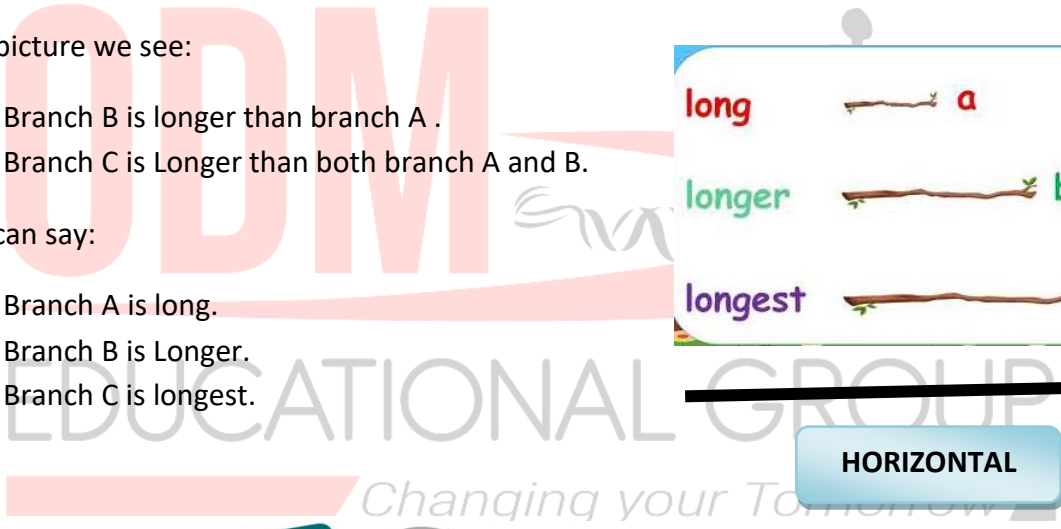 picture we see:
Branch B is longer than branch A .
Branch C is Longer than both branch A and B.
can say:
Branch A is long.
Branch B is Longer.
Branch C is longest.
long a
longer b
longest
HORIZONTAL
ODM
EDUCATIONAL GROUP
Changing your Tomorrow